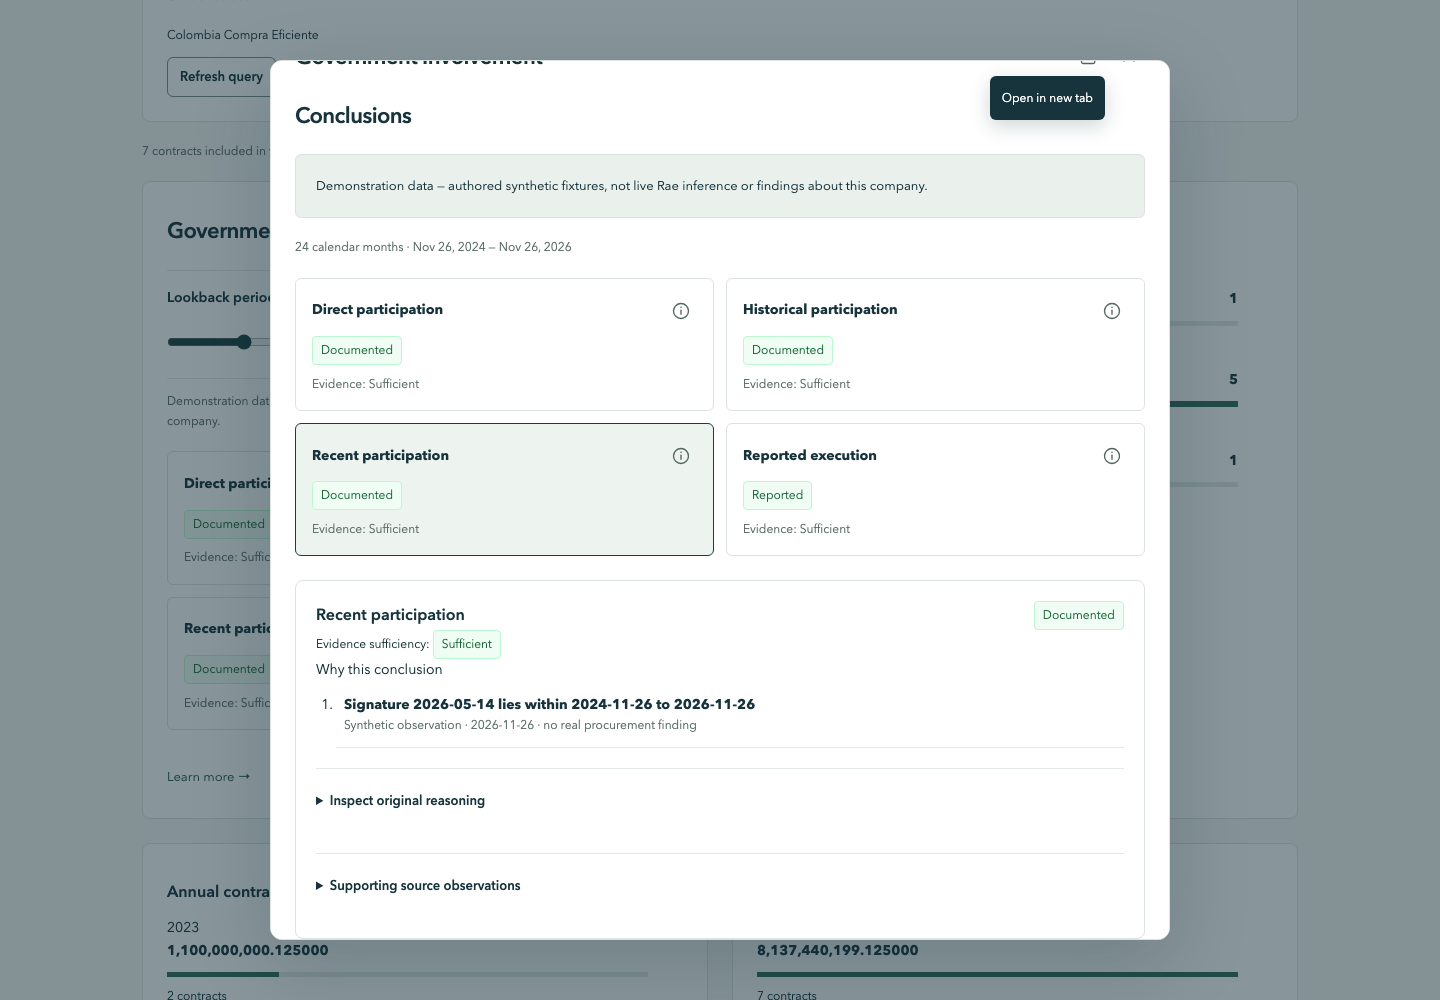 Colombia Compra Eficiente
Refresh query
7 contracts included in
Government involvement
Open in new tab
Conclusions
Demonstration data – authored synthetic fixtures, not live Rae inference or findings about this company.
24 calendar months · Nov 26, 2024 – Nov 26, 2026
Direct participation
Documented
Evidence: Sufficient
Historical participation
Documented
Evidence: Sufficient
Recent participation
Documented
Evidence: Sufficient
Reported execution
Reported
Evidence: Sufficient
Recent participation
Documented
Evidence sufficiency: Sufficient
Why this conclusion
1. Signature 2026-05-14 lies within 2024-11-26 to 2026-11-26
Synthetic observation · 2026-11-26 · no real procurement finding
Inspect original reasoning
Supporting source observations
Governme
Lookback perio
Demonstration dat
company.
Direct partici
Documented
Evidence: Suffic
Recent partic
Documented
Evidence: Suffic
Learn more →
1
5
1
Annual contra
2023
1,100,000,000.125000
2 contracts
8,137,440,199.125000
7 contracts